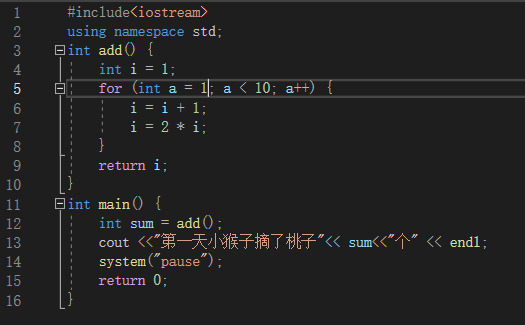 1 #include<iostream>
2 using namespace std;
3 int add() {
4 int i = 1;
5 for (int a = 1; a < 10; a++) {
6 i = i + 1;
7 i = 2 * i;
8 }
9 return i;
10 }
11 int main() {
12 int sum = add();
13 cout <<"第一天小猴子摘了桃子"<< sum<<"个" << endl;
14 system("pause");
15 return 0;
16 }